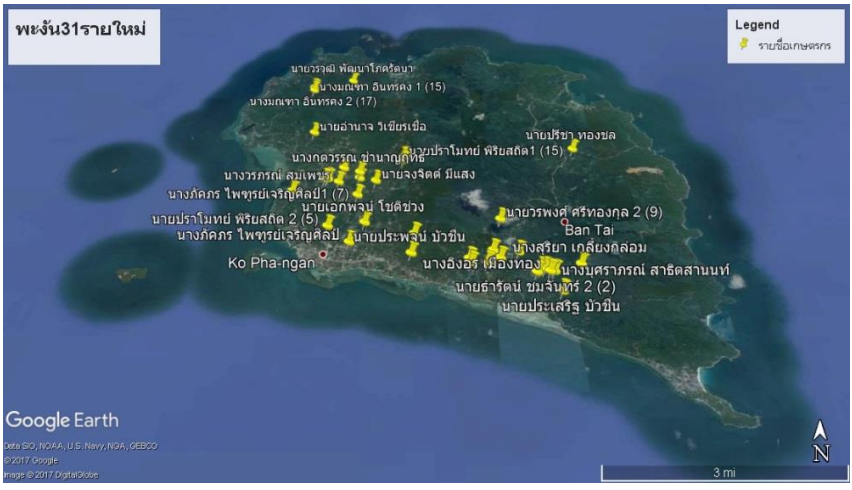 พะงัน31รายใหม่
Legend
รายชื่อเกษตรกร
นายวรวุฒิ พัฒนาโภครัตนา
นางมณฑา อินทรคง 1 (15)
นางมณฑา อินทรคง 2 (17)
นายอำนาจ วิเชียรเชื้อ
นายปรีชา ทองชล
นายปราโมทย์ พิริยสถิต1 (15)
นางกตวรรณ ชำนาญฤทธิ์
นางวรภรณ์ สมเพชร
นายจงจิตต์ มีแสง
นางภัคภร ไพฑูรย์เจริญศิลป์1 (7)
นายเอกพจน์ โชติช่วง
นายวรพงศ์ ศรีทองกุล 2 (9)
นายปราโมทย์ พิริยสถิต 2 (5)
Ban Tai
นางภัคภร ไพฑูรย์เจริญศิลป์
นายประพจน์ บัวชื่น
นางสุริยา เกลี้ยงกล่อม
Ko Pha-ngan
นางอังอร เมืองทอง
นางบุศราภรณ์ สาธิตสานนท์
นายธำรัตน์ ชมจันทร์ 2 (2)
นายประเสริฐ บัวชื่น
Google Earth
Data SIO, NOAA, U.S. Navy, NGA, GEBCO
© 2017 Google
Image © 2017 DigitalGlobe
N
3 mi